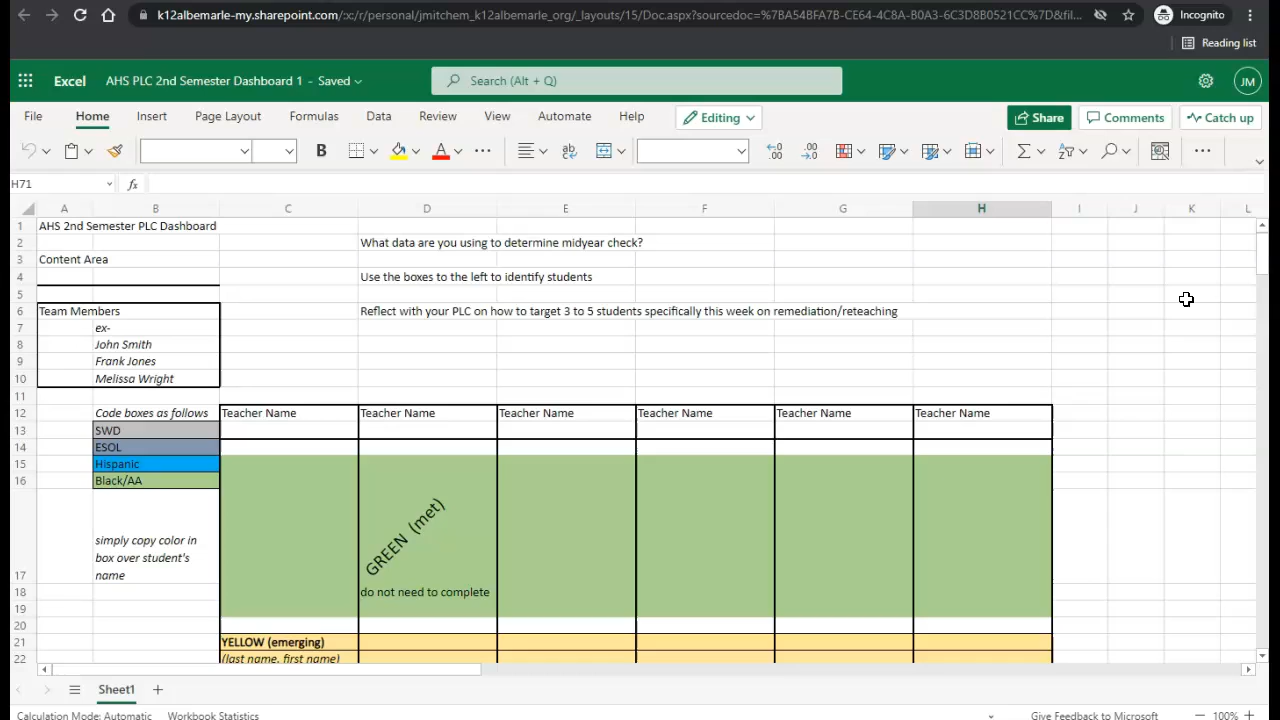 k12albemarle-my.sharepoint.com/:x:/r/personal/jmitchem_k12albemarle_org/_layouts/15/Doc.aspx?sourcedoc=%7BA54BFA7B-CE64-4C8A-B0A3-6C3D8B0521CC%7D&fil...
Incognito
Reading list
Excel AHS PLC 2nd Semester Dashboard 1 - Saved
Search (Alt + Q)
JM
File Home Insert Page Layout Formulas Data Review View Automate Help Editing Share Comments Catch up
H71 fx
A B C D E F G H I J K L
1 AHS 2nd Semester PLC Dashboard
2 What data are you using to determine midyear check?
3 Content Area
4 Use the boxes to the left to identify students
5
6 Team Members Reflect with your PLC on how to target 3 to 5 students specifically this week on remediation/reteaching
7 ex-
8 John Smith
9 Frank Jones
10 Melissa Wright
11
12 Code boxes as follows Teacher Name Teacher Name Teacher Name Teacher Name Teacher Name Teacher Name
13 SWD
14 ESOL
15 Hispanic
16 Black/AA
GREEN (met)
simply copy color in
box over student's
17 name
18 do not need to complete
19
20
21 YELLOW (emerging)
22 (last name, first name)
Sheet1
Calculation Mode: Automatic Workbook Statistics Give Feedback to Microsoft 100%